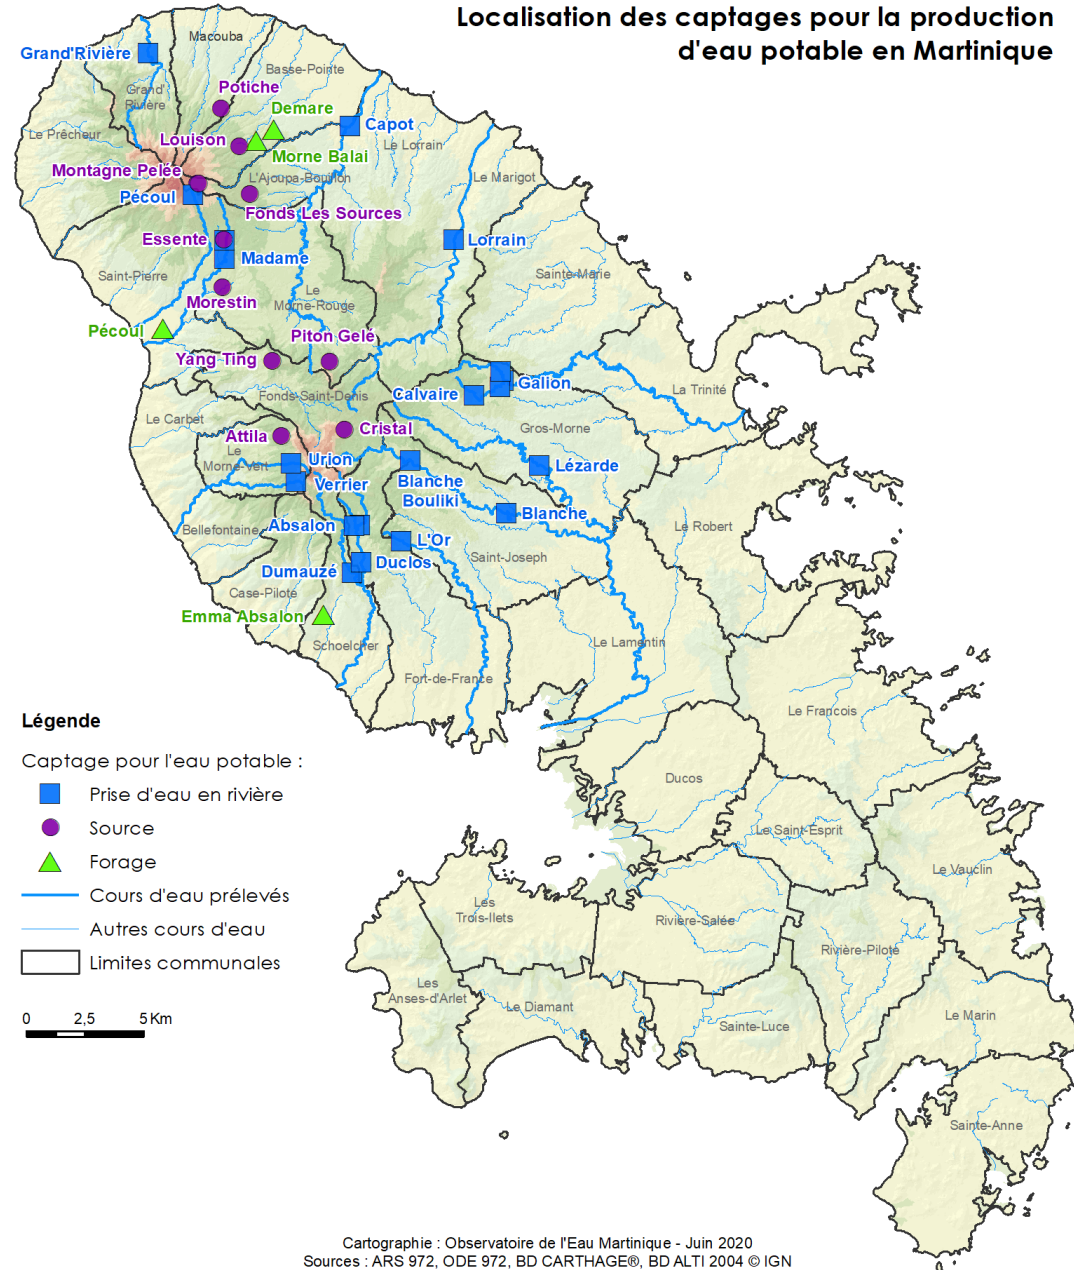 Localisation des captages pour la production
d'eau potable en Martinique
Macouba
Grand'Rivière
Basse-Pointe
Potiche
Grand'
Rivière
Demare
Capot
Le Prêcheur
Louison
Le Lorrain
Morne Balai
Montagne Pelée
L'Ajoupa-Bouillon
Le Marigot
Pécoul
Fonds Les Sources
Essente
Lorrain
Madame
Saint-Pierre
Sainte-Marie
Le
Morne-Rouge
Morestin
Pécoul
Piton Gelé
Yang Ting
Galion
La Trinité
Calvaire
Fonds-Saint-Denis
Le Carbet
Cristal
Gros-Morne
Attila
Le
Morne-Vert
Urion
Lézarde
Verrier
Blanche
Bouliki
Blanche
Absalon
Le Robert
Bellefontaine
L'Or
Saint-Joseph
Duclos
Dumauzé
Case-Pilote
Emma Absalon
Schoelcher
Le Lamentin
Fort-de-France
Le François
Ducos
Le Saint-Esprit
Le Vauclin
Les
Trois-Ilets
Rivière-Salée
Rivière-Pilote
Les
Anses-d'Arlet
Le Diamant
Le Marin
Sainte-Luce
Sainte-Anne
Légende
Captage pour l'eau potable :
Prise d'eau en rivière
Source
Forage
Cours d'eau prélevés
Autres cours d'eau
Limites communales
0 2,5 5 Km
Cartographie : Observatoire de l'Eau Martinique - Juin 2020
Sources : ARS 972, ODE 972, BD CARTHAGE®, BD ALTI 2004 © IGN